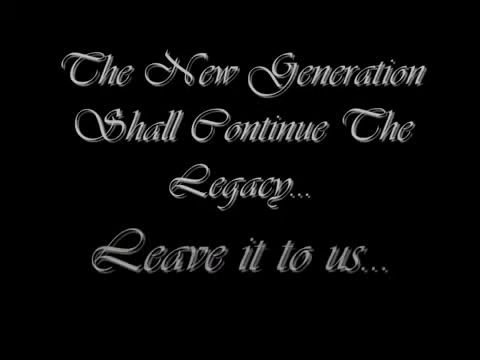 The New Generation
Shall Continue The
Legacy...
Leave it to us...